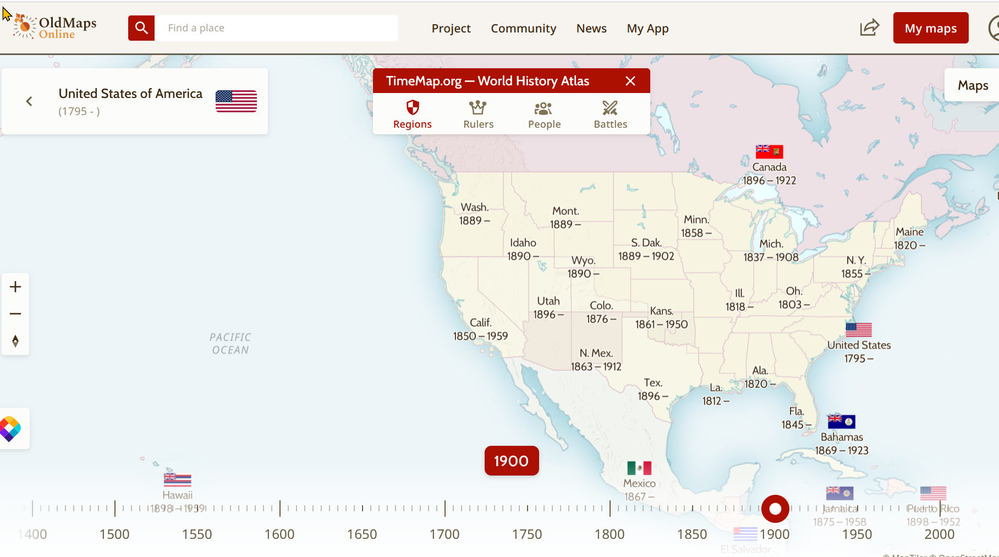 OldMaps
Online
Find a place
Project
Community
News
My App
My maps
United States of America
(1795 - )
TimeMap.org — World History Atlas
Regions
Rulers
People
Battles
Maps
Canada
1896 – 1922
Wash.
1889 –
Mont.
1889 –
Minn.
1858 –
Maine
1820 –
Idaho
1890 –
S. Dak.
1889 – 1902
Mich.
1837 – 1908
Wyo.
1890 –
N. Y.
1855 –
Utah
1896 –
Colo.
1876 –
Kans.
1861 – 1950
Ill.
1818 –
Oh.
1803 –
Calif.
1850 – 1959
PACIFIC
OCEAN
N. Mex.
1863 – 1912
United States
1795 –
Tex.
1896 –
La.
1812 –
Ala.
1820 –
Fla.
1845 –
Bahamas
1869 – 1923
1900
Mexico
1867 –
Hawaii
1898 – 1959
Jamaica
1875 – 1958
Puerto Rico
1898 – 1952
1400
1500
1550
1600
1650
1700
1750
1800
1850
1900
1950
2000
El Salvador